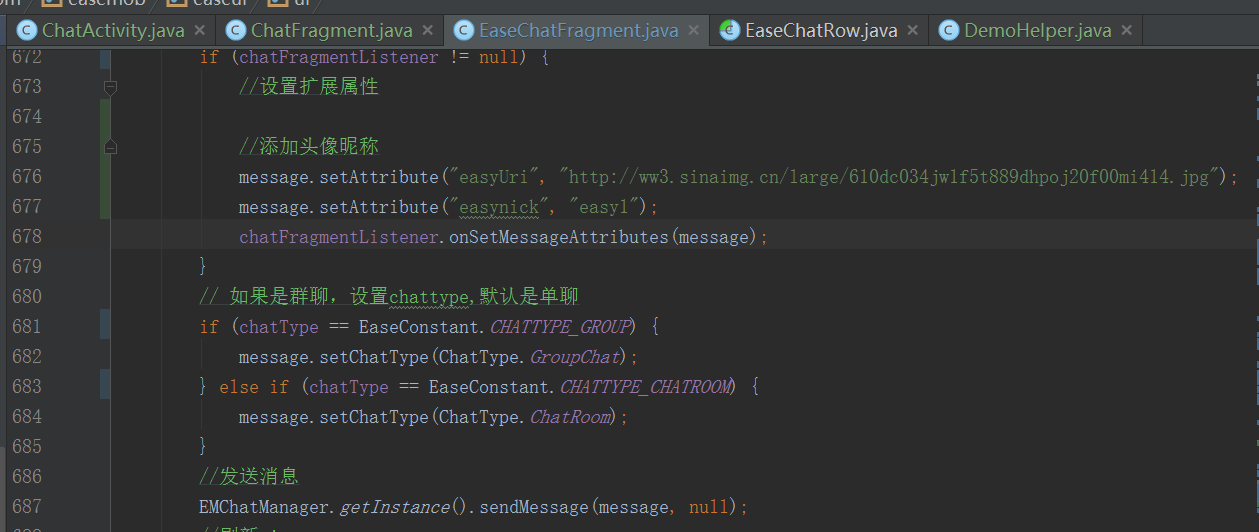 easemob easeui ui
ChatActivity.java × ChatFragment.java × EaseChatFragment.java × EaseChatRow.java × DemoHelper.java ×
672 if (chatFragmentListener != null) {
673 //设置扩展属性
674
675 //添加头像昵称
676 message.setAttribute("easyUri", "http://ww3.sinaimg.cn/large/610dc034jw1f5t889dhpoj20f00mi414.jpg");
677 message.setAttribute("easynick", "easy1");
678 chatFragmentListener.onSetMessageAttributes(message);
679 }
680 // 如果是群聊，设置chattype,默认是单聊
681 if (chatType == EaseConstant.CHATTYPE_GROUP) {
682 message.setChatType(ChatType.GroupChat);
683 } else if (chatType == EaseConstant.CHATTYPE_CHATROOM) {
684 message.setChatType(ChatType.ChatRoom);
685 }
686 //发送消息
687 EMChatManager.getInstance().sendMessage(message, null);